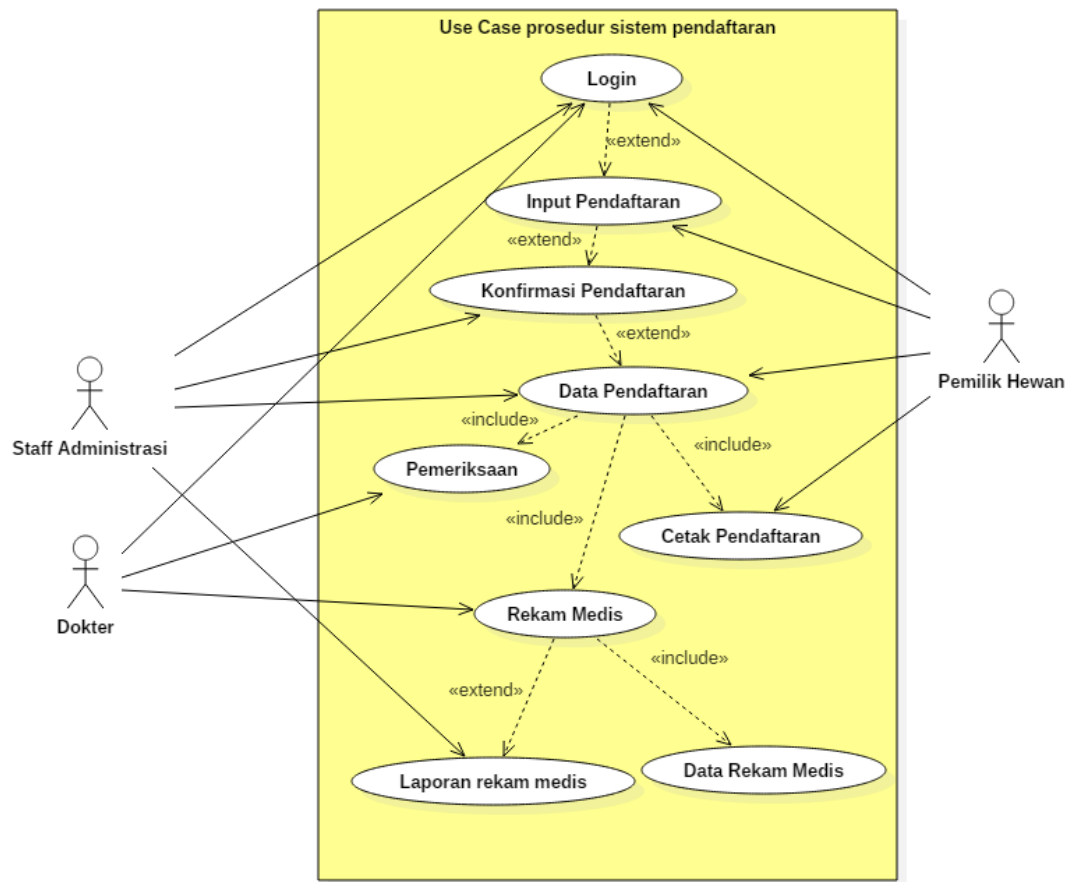 Use Case prosedur sistem pendaftaran
Login
«extend»
Input Pendaftaran
«extend»
Konfirmasi Pendaftaran
«extend»
Pemilik Hewan
Data Pendaftaran
«include»
«include»
Staff Administrasi
Pemeriksaan
«include»
Cetak Pendaftaran
Rekam Medis
Dokter
«include»
«extend»
Data Rekam Medis
Laporan rekam medis